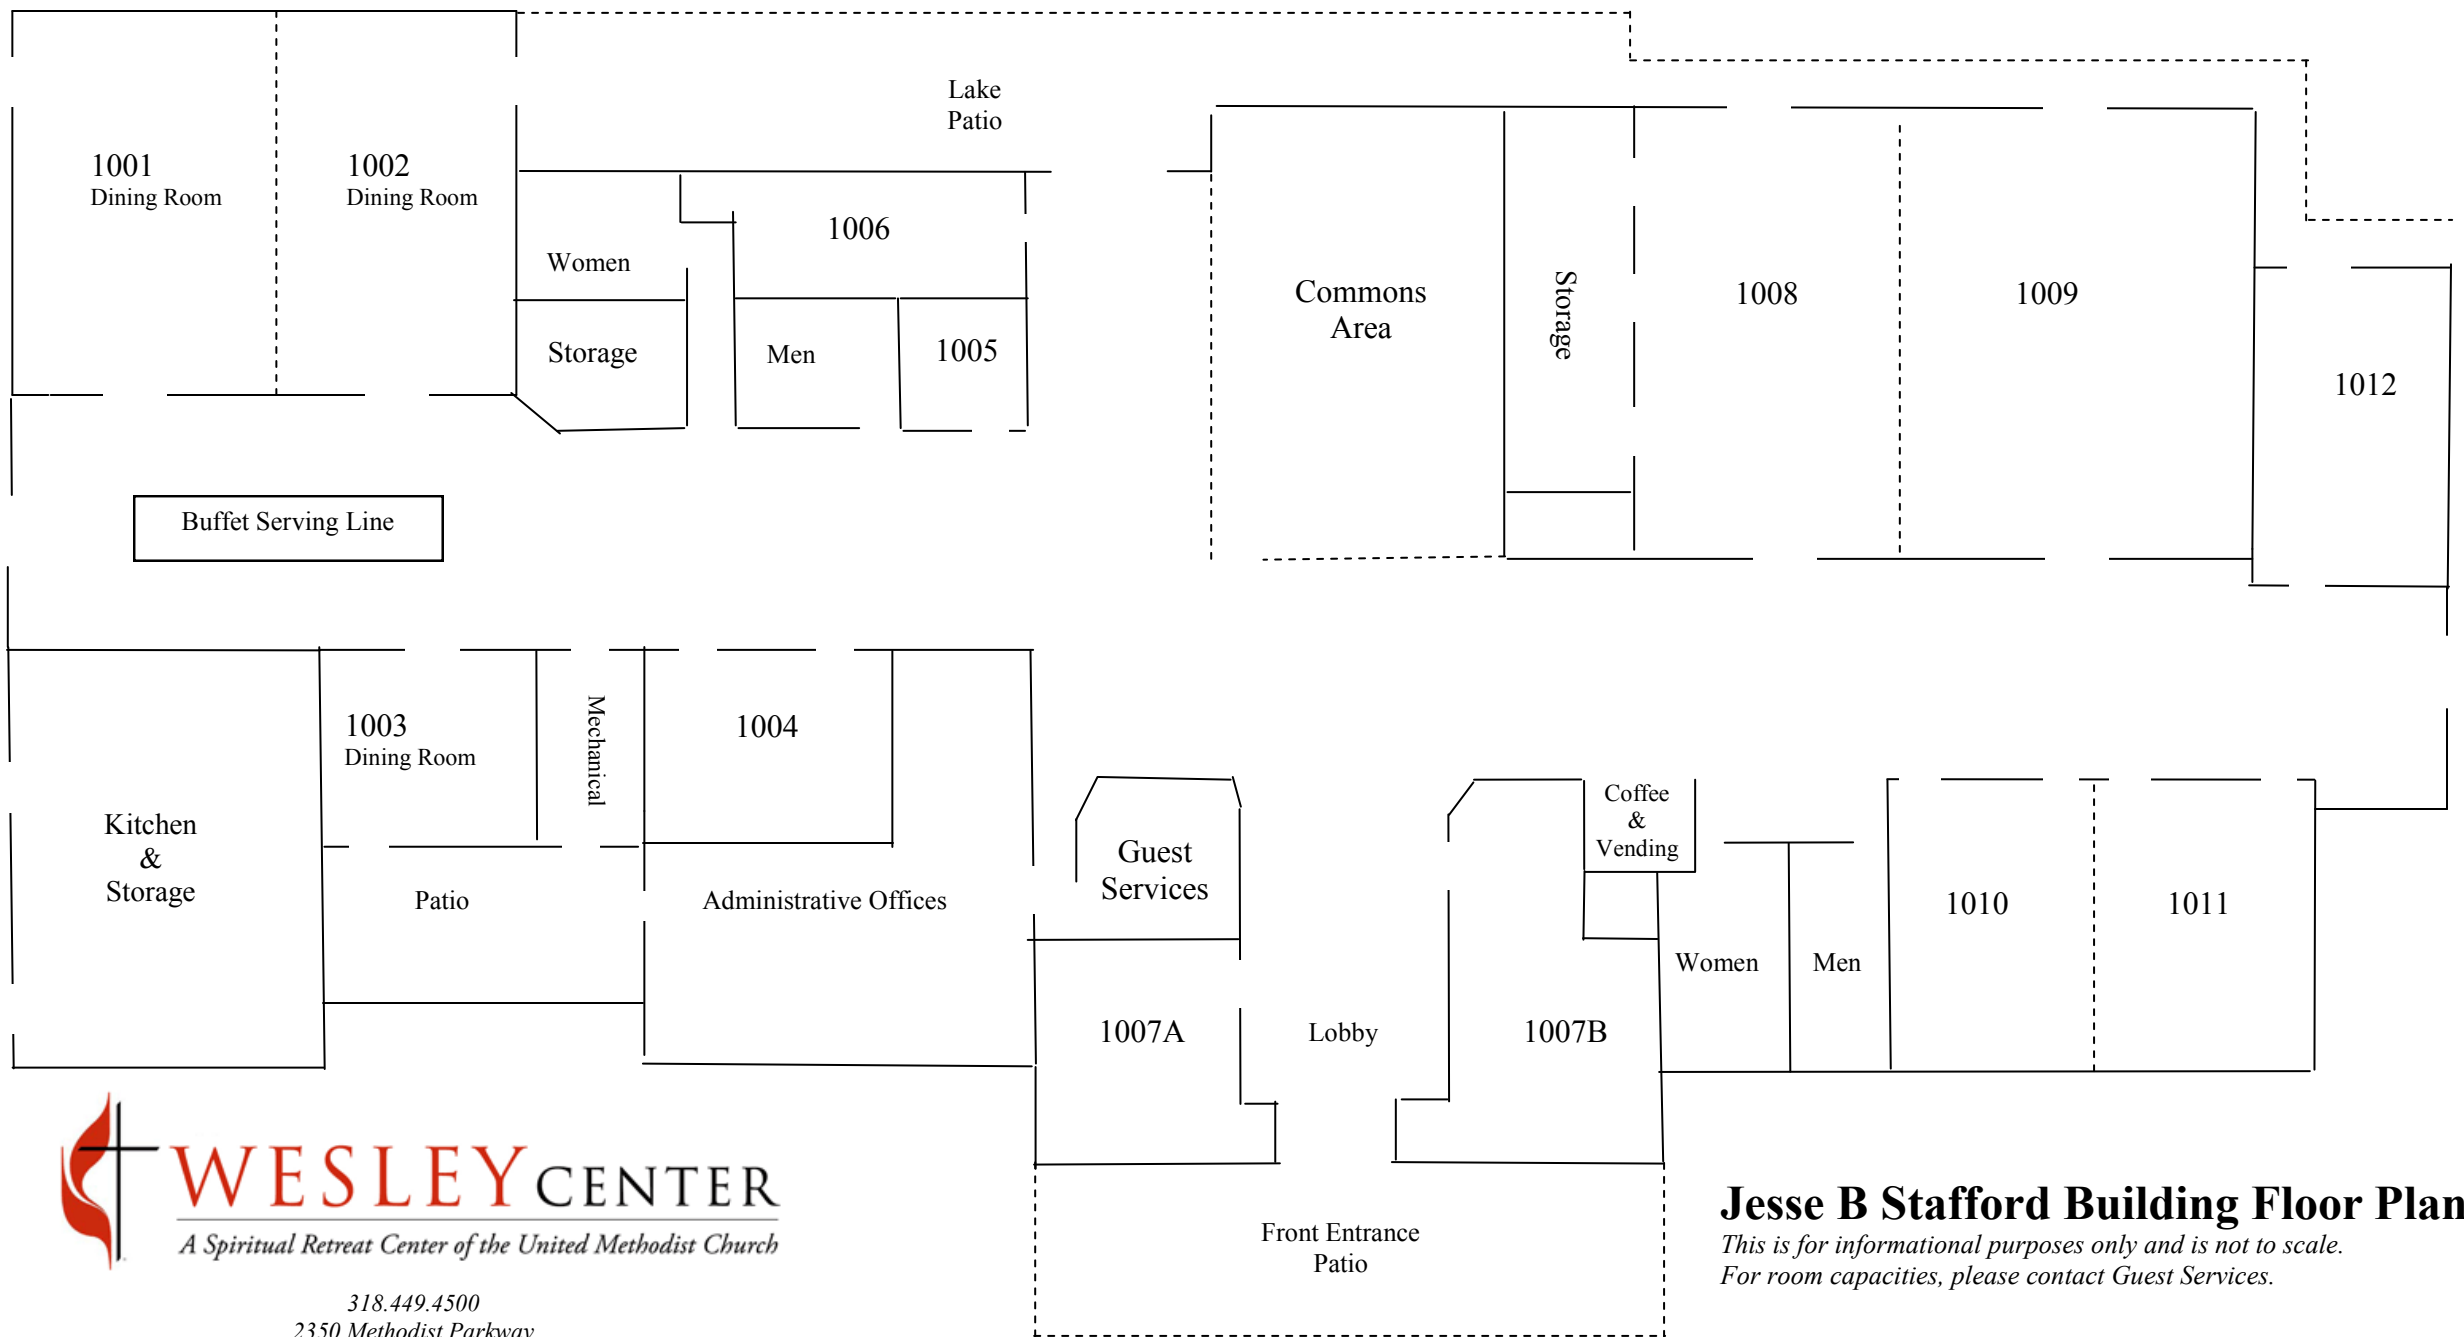 Lake
Patio
1001
Dining Room
1002
Dining Room
1006
Women
Storage
Men
1005
Commons
Area
Storage
1008
1009
1012
Buffet Serving Line
1003
Dining Room
Mechanical
1004
Kitchen
&
Storage
Patio
Administrative Offices
Guest
Services
Coffee
&
Vending
1010
1011
Women
Men
1007A
Lobby
1007B
WESLEY CENTER
A Spiritual Retreat Center of the United Methodist Church
318.449.4500
2350 Methodist Parkway
Front Entrance
Patio
Jesse B Stafford Building Floor Plan
This is for informational purposes only and is not to scale.
For room capacities, please contact Guest Services.